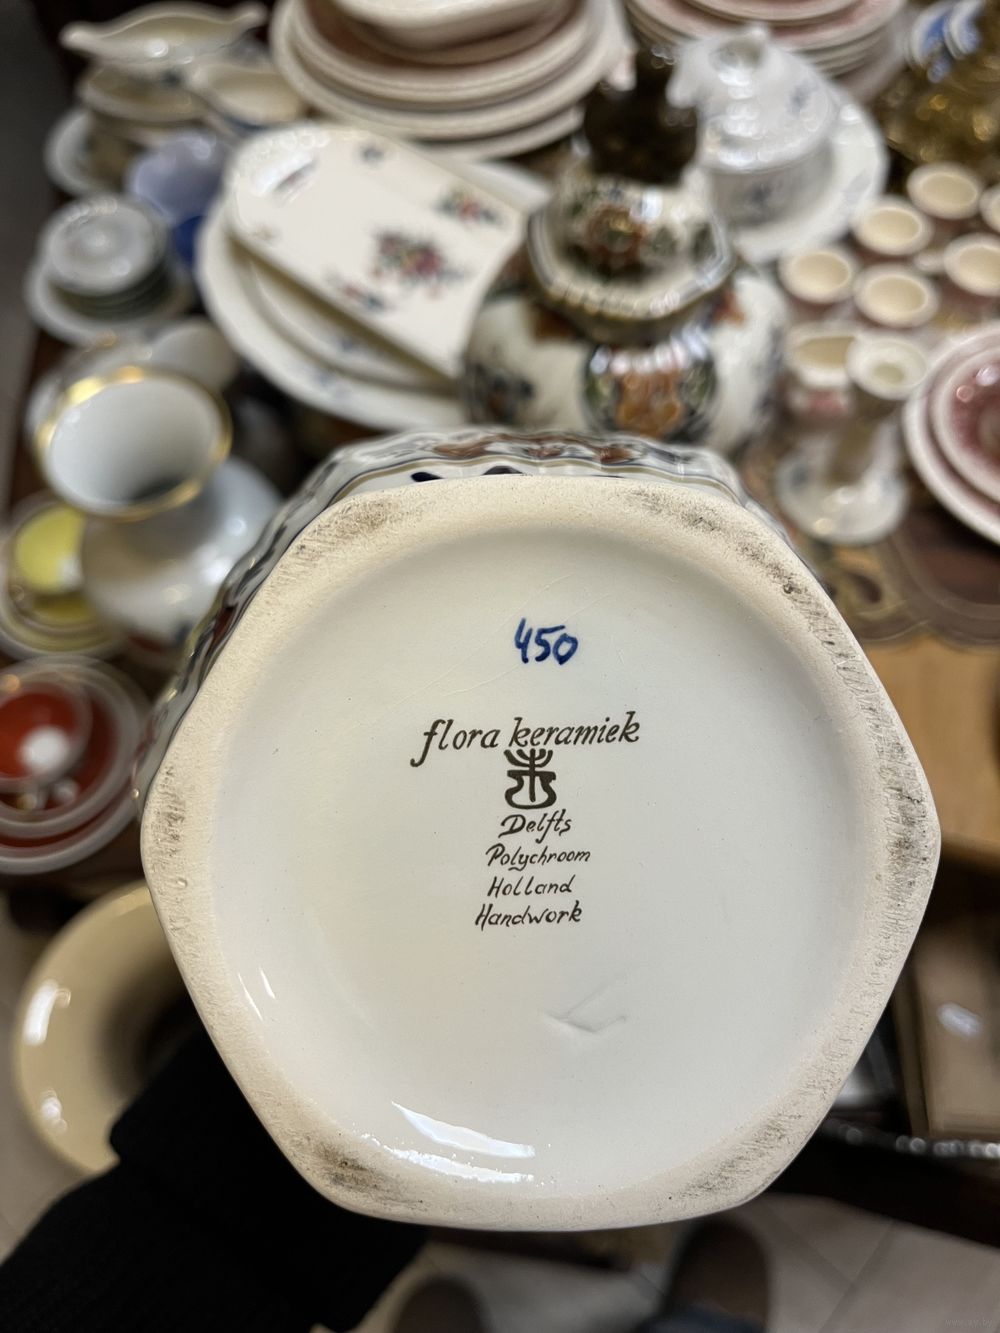 450
flora keramiek
Delfts
Polychroom
Holland
Handwork